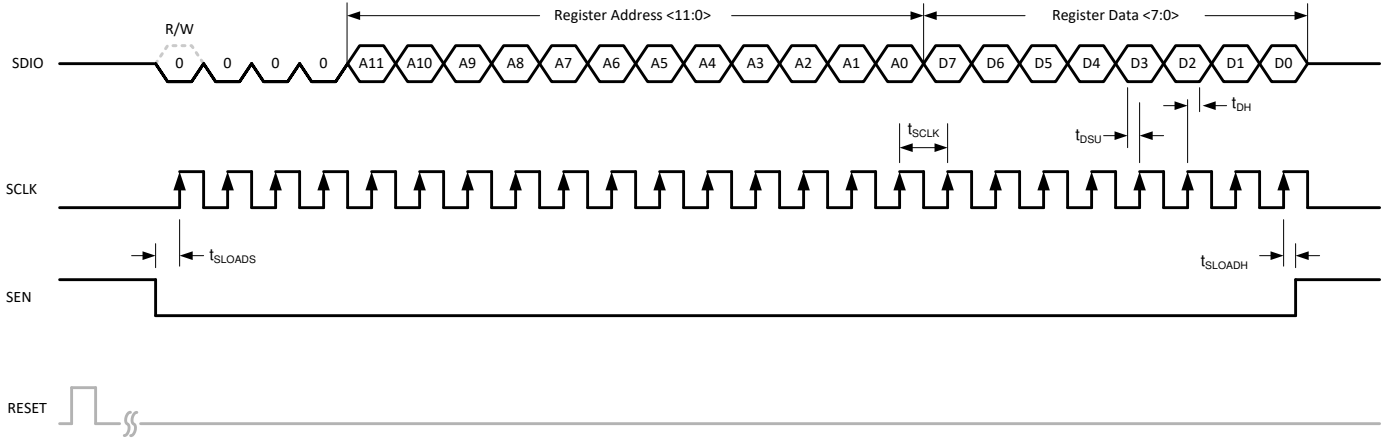 Register Address <11:0>
Register Data <7:0>
R/W
SDIO
0 0 0 0 A11 A10 A9 A8 A7 A6 A5 A4 A3 A2 A1 A0 D7 D6 D5 D4 D3 D2 D1 D0
tDH
tSCLK
tDSU
SCLK
tSLOADS
tSLOADH
SEN
RESET